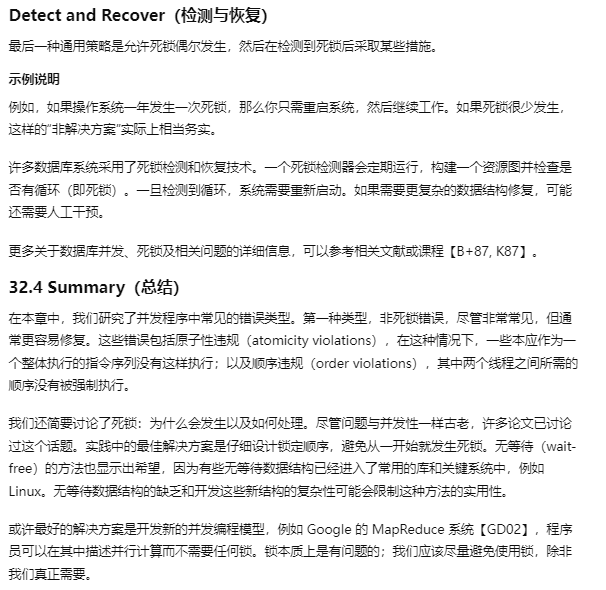 Detect and Recover（检测与恢复）
最后一种通用策略是允许死锁偶尔发生，然后在检测到死锁后采取某些措施。
示例说明
例如，如果操作系统一年发生一次死锁，那么你只需重启系统，然后继续工作。如果死锁很少发生，
这样的“非解决方案”实际上相当务实。
许多数据库系统采用了死锁检测和恢复技术。一个死锁检测器会定期运行，构建一个资源图并检查是
否有循环（即死锁）。一旦检测到循环，系统需要重新启动。如果需要更复杂的数据结构修复，可能
还需要人工干预。
更多关于数据库并发、死锁及相关问题的详细信息，可以参考相关文献或课程【B+87, K87】。
32.4 Summary（总结）
在本章中，我们研究了并发程序中常见的错误类型。第一种类型，非死锁错误，尽管非常常见，但通
常更容易修复。这些错误包括原子性违规（atomicity violations），在这种情况下，一些本应作为一
个整体执行的指令序列没有这样执行；以及顺序违规（order violations），其中两个线程之间所需的
顺序没有被强制执行。
我们还简要讨论了死锁：为什么会发生以及如何处理。尽管问题与并发性一样古老，许多论文已讨论
过这个话题。实践中的最佳解决方案是仔细设计锁定顺序，避免从一开始就发生死锁。无等待（wait-
free）的方法也显示出希望，因为有些无等待数据结构已经进入了常用的库和关键系统中，例如
Linux。无等待数据结构的缺乏和开发这些新结构的复杂性可能会限制这种方法的实用性。
或许最好的解决方案是开发新的并发编程模型，例如 Google 的 MapReduce 系统【GD02】，程序
员可以在其中描述并行计算而不需要任何锁。锁本质上是有问题的；我们应该尽量避免使用锁，除非
我们真正需要。